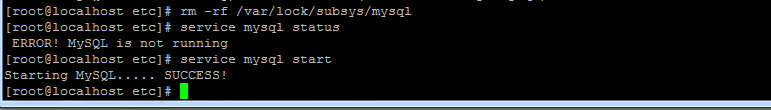 [root@localhost etc]# rm -rf /var/lock/subsys/mysql
[root@localhost etc]# service mysql status
 ERROR! MySQL is not running
[root@localhost etc]# service mysql start
Starting MySQL..... SUCCESS!
[root@localhost etc]#